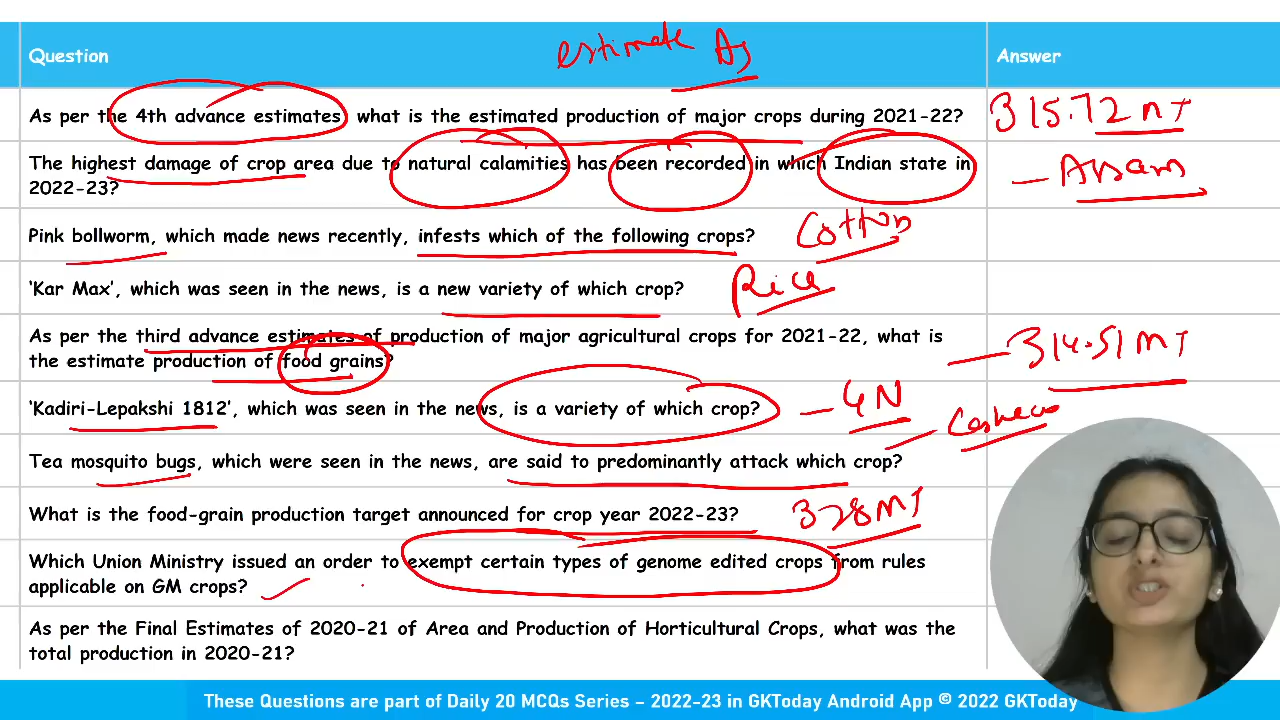 estimate As
Question Answer
As per the 4th advance estimates, what is the estimated production of major crops during 2021-22? 315.72 MT
The highest damage of crop area due to natural calamities has been recorded in which Indian state in
2022-23? – Assam
Pink bollworm, which made news recently, infests which of the following crops? Cotton
‘Kar Max’, which was seen in the news, is a new variety of which crop? Rice
As per the third advance estimates of production of major agricultural crops for 2021-22, what is
the estimate production of food grains? – 314.51 MT
‘Kadiri-Lepakshi 1812’, which was seen in the news, is a variety of which crop? – GN
Tea mosquito bugs, which were seen in the news, are said to predominantly attack which crop? – Cashew
What is the food-grain production target announced for crop year 2022-23? 328 MT
Which Union Ministry issued an order to exempt certain types of genome edited crops from rules
applicable on GM crops?
As per the Final Estimates of 2020-21 of Area and Production of Horticultural Crops, what was the
total production in 2020-21?
These Questions are part of Daily 20 MCQs Series – 2022-23 in GKToday Android App © 2022 GKToday